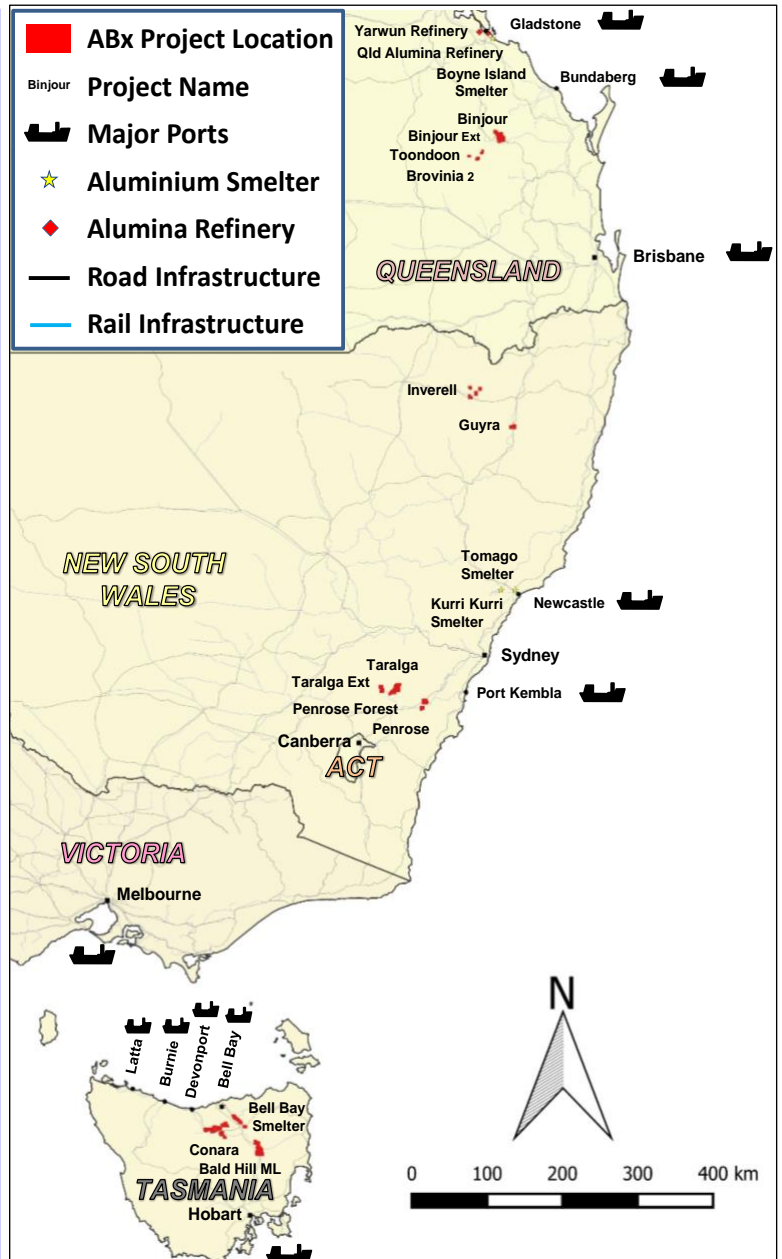 ABx Project Location
Binjour Project Name
Major Ports
Aluminium Smelter
Alumina Refinery
Road Infrastructure
Rail Infrastructure
Yarwun Refinery
Gladstone
Qld Alumina Refinery
Boyne Island
Smelter
Bundaberg
Binjour
Binjour Ext
Toondoon
Brovinia 2
Brisbane
QUEENSLAND
Inverell
Guyra
NEW SOUTH
WALES
Tomago
Smelter
Kurri Kurri
Smelter
Newcastle
Sydney
Taralga
Taralga Ext
Port Kembla
Penrose Forest
Penrose
Canberra
ACT
VICTORIA
Melbourne
N
Latta
Burnie
Devonport
Bell Bay
Bell Bay
Smelter
Conara
Bald Hill ML
TASMANIA
Hobart
0 100 200 300 400 km